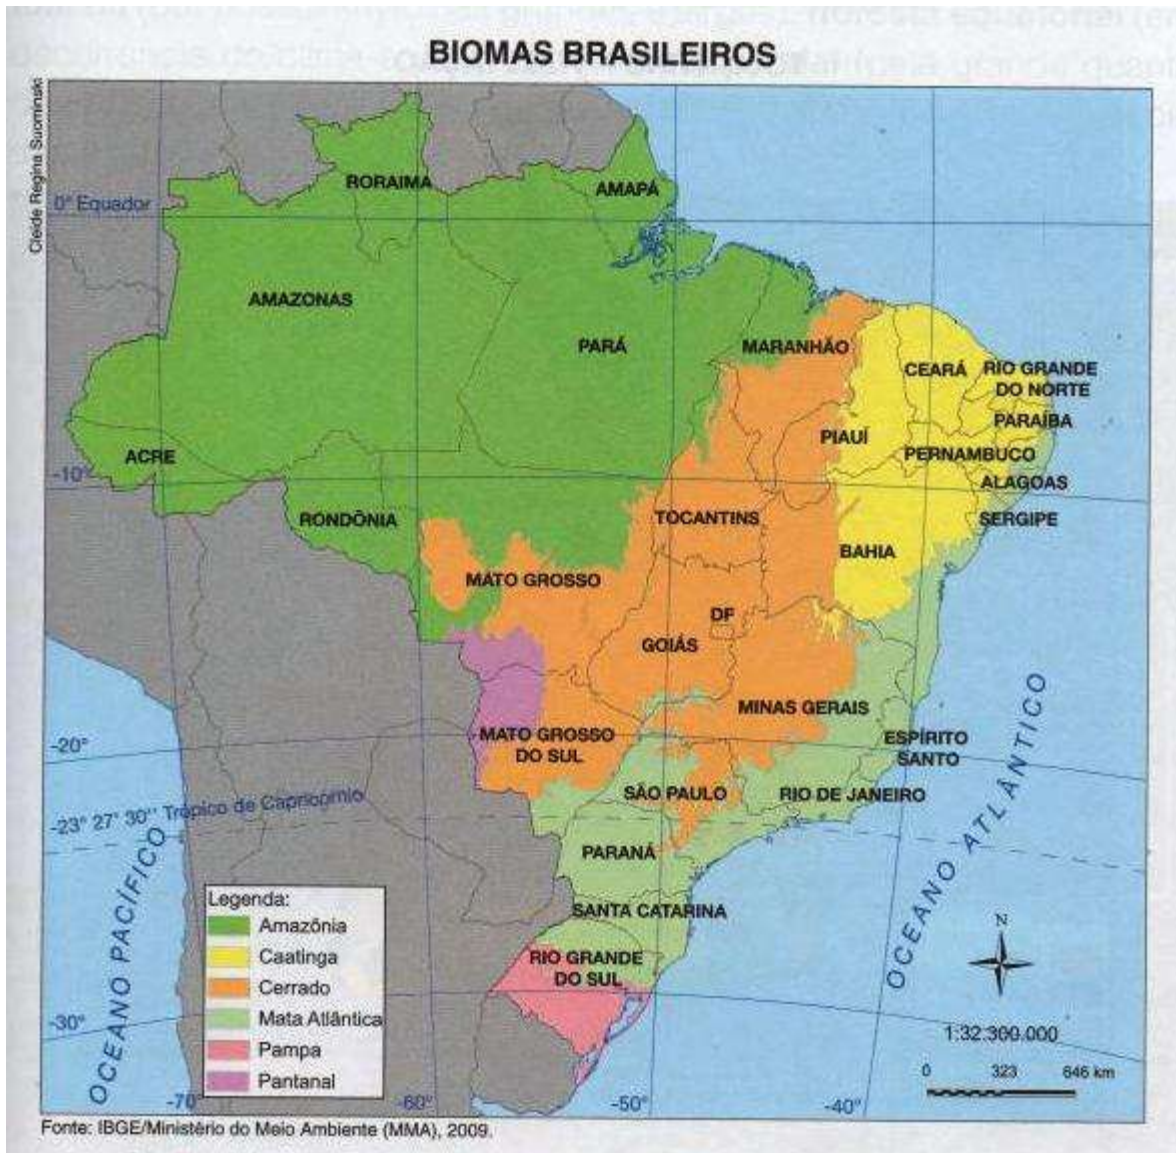 BIOMAS BRASILEIROS
Cleide Regina Suominski
RORAIMA
AMAPÁ
0° Equador
AMAZONAS
PARÁ
MARANHÃO
CEARÁ
RIO GRANDE
DO NORTE
PARAÍBA
PIAUÍ
PERNAMBUCO
ACRE
-10°
ALAGOAS
RONDÔNIA
TOCANTINS
SERGIPE
BAHIA
MATO GROSSO
DF
GOIÁS
MINAS GERAIS
-20°
MATO GROSSO
DO SUL
ESPÍRITO
SANTO
SÃO PAULO
RIO DE JANEIRO
-23° 27' 30'' Trópico de Capricórnio
PARANÁ
OCEANO PACÍFICO
OCEANO ATLÂNTICO
SANTA CATARINA
RIO GRANDE
DO SUL
Legenda:
Amazônia
Caatinga
Cerrado
Mata Atlântica
Pampa
Pantanal
N
-30°
1:32.300.000
0 323 646 km
-70°
-60°
-50°
-40°
Fonte: IBGE/Ministério do Meio Ambiente (MMA), 2009.